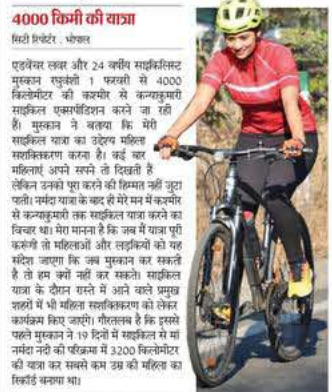 4000 किमी की यात्रा
सिटी रिपोर्टर . भोपाल
एडवेंचर लवर और 24 वर्षीय साइकिलिस्ट
मुस्कान रघुवंशी 1 फरवरी से 4000
किलोमीटर की कश्मीर से कन्याकुमारी
साइकिल एक्सपीडिशन करने जा रही
हैं। मुस्कान ने बताया कि मेरी
साइकिल यात्रा का उद्देश्य महिला
सशक्तिकरण करना है। कई बार
महिलाएं अपने सपने तो दिखती हैं
लेकिन उनको पूरा करने की हिम्मत नहीं जुटा
पातीं। नर्मदा यात्रा के बाद ही मेरे मन में कश्मीर
से कन्याकुमारी तक साइकिल यात्रा करने का
विचार था। मेरा मानना है कि जब मैं यात्रा पूरी
करूंगी तो महिलाओं और लड़कियों को यह
संदेश जाएगा कि जब मुस्कान कर सकती
है तो हम क्यों नहीं कर सकते। साइकिल
यात्रा के दौरान रास्ते में आने वाले प्रमुख
शहरों में भी महिला सशक्तिकरण को लेकर
कार्यक्रम किए जाएंगे। गौरतलब है कि इससे
पहले मुस्कान ने 19 दिनों में साइकिल से मां
नर्मदा नदी की परिक्रमा में 3200 किलोमीटर
की यात्रा कर सबसे कम उम्र की महिला का
रिकॉर्ड बनाया था।